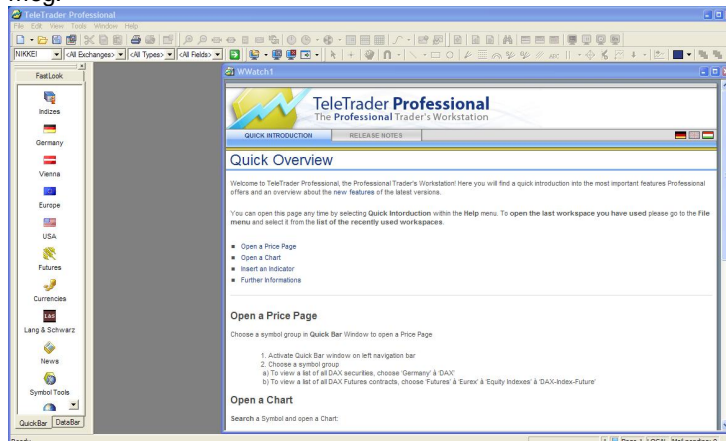 meg.
TeleTrader Professional
File Edit View Tools Window Help
NIKKEI <All Exchanges> <All Types> <All Fields>
FastLook
Indizes
Germany
Vienna
Europe
USA
Futures
Currencies
LAS
Lang & Schwarz
News
Symbol Tools
QuickBar DataBar
WWatch1
TeleTrader Professional
The Professional Trader's Workstation
QUICK INTRODUCTION RELEASE NOTES
Quick Overview
Welcome to TeleTrader Professional, the Professional Trader's Workstation! Here you will find a quick introduction into the most important features Professional
offers and an overview about the new features of the latest versions.
You can open this page any time by selecting Quick Intorduction within the Help menu. To open the last workspace you have used please go to the File
menu and select it from the list of the recently used workspaces.
Open a Price Page
Open a Chart
Insert an Indicator
Further Informations
Open a Price Page
Choose a symbol group in Quick Bar Window to open a Price Page
1. Activate Quick Bar window on left navigation bar
2. Choose a symbol group
a) To view a list of all DAX securities, choose 'Germany' à 'DAX'
b) To view a list of all DAX Futures contracts, choose 'Futures' à 'Eurex' à 'Equity Indexes' à 'DAX-Index-Future'
Open a Chart
Search a Symbol and open a Chart: